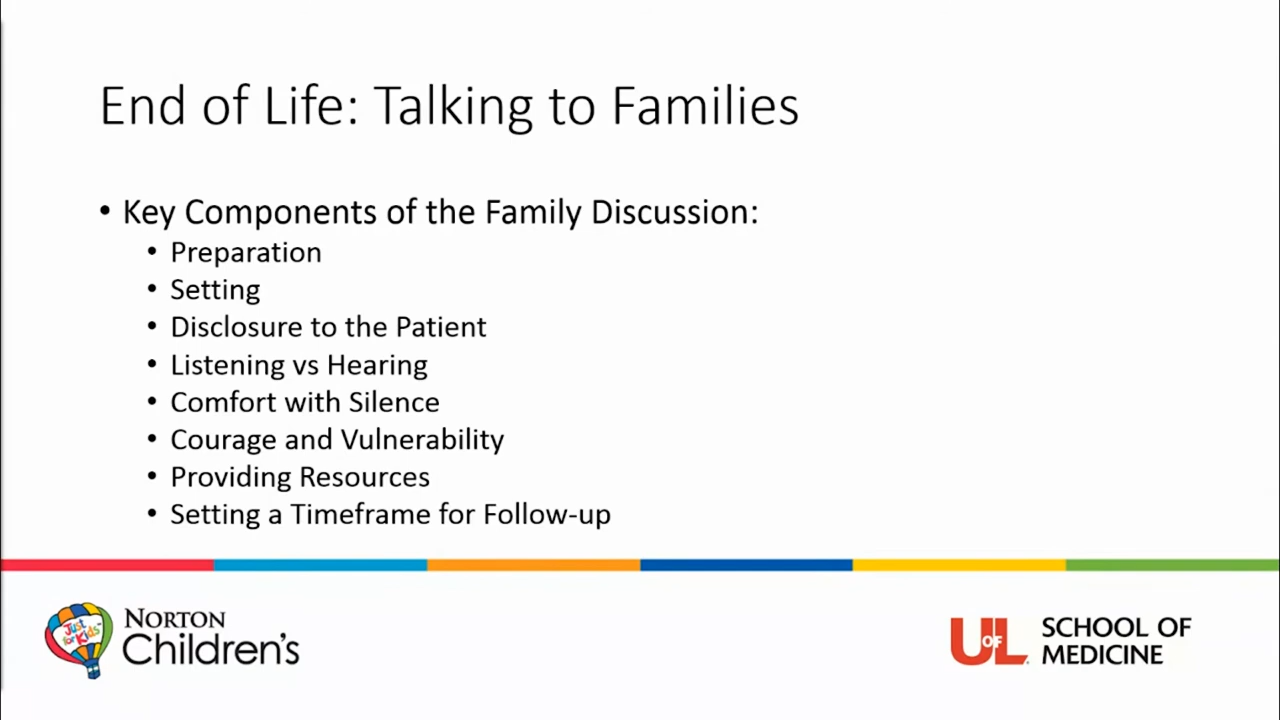 End of Life: Talking to Families
• Key Components of the Family Discussion:
• Preparation
• Setting
• Disclosure to the Patient
• Listening vs Hearing
• Comfort with Silence
• Courage and Vulnerability
• Providing Resources
• Setting a Timeframe for Follow-up
Just for Kids
NORTON
Children's
UOFL
SCHOOL OF
MEDICINE